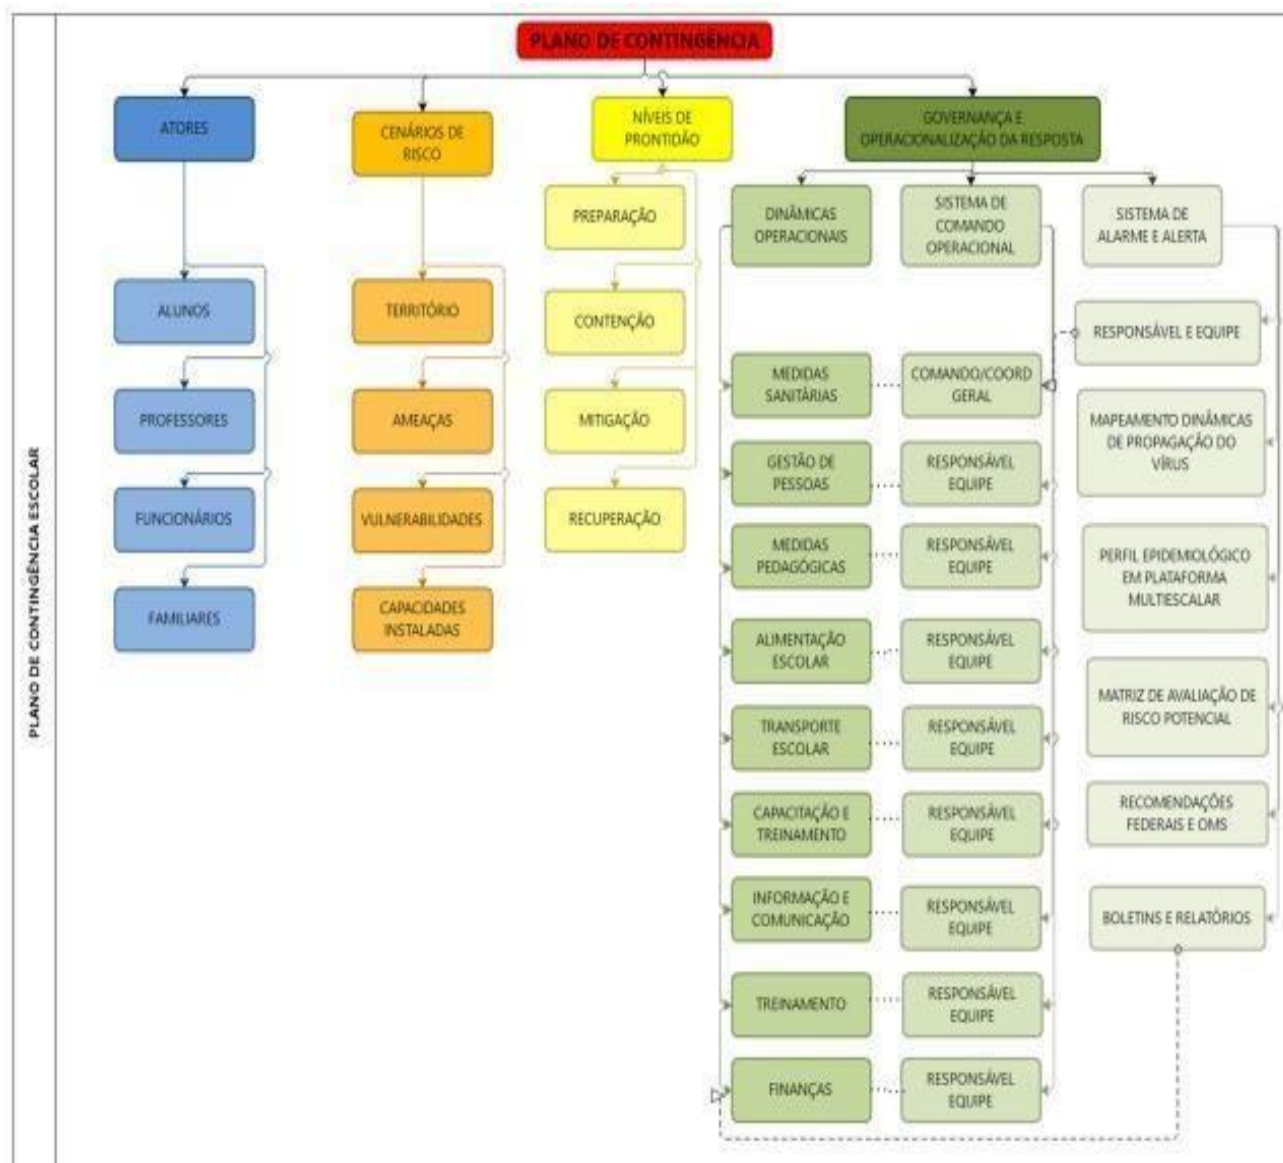 PLANO DE CONTINGÊNCIA ESCOLAR
PLANO DE CONTINGÊNCIA
ATORES
CENÁRIOS DE
RISCO
NÍVEIS DE
PRONTIDÃO
GOVERNANÇA E
OPERACIONALIZAÇÃO DA RESPOSTA
ALUNOS
PROFESSORES
FUNCIONÁRIOS
FAMILIARES
TERRITÓRIO
AMEAÇAS
VULNERABILIDADES
CAPACIDADES
INSTALADAS
PREPARAÇÃO
CONTENÇÃO
MITIGAÇÃO
RECUPERAÇÃO
DINÂMICAS
OPERACIONAIS
MEDIDAS
SANITÁRIAS
GESTÃO DE
PESSOAS
MEDIDAS
PEDAGÓGICAS
ALIMENTAÇÃO
ESCOLAR
TRANSPORTE
ESCOLAR
CAPACITAÇÃO E
TREINAMENTO
INFORMAÇÃO E
COMUNICAÇÃO
TREINAMENTO
FINANÇAS
SISTEMA DE
COMANDO
OPERACIONAL
COMANDO/COORD
GERAL
RESPONSÁVEL
EQUIPE
RESPONSÁVEL
EQUIPE
RESPONSÁVEL
EQUIPE
RESPONSÁVEL
EQUIPE
RESPONSÁVEL
EQUIPE
RESPONSÁVEL
EQUIPE
RESPONSÁVEL
EQUIPE
RESPONSÁVEL
EQUIPE
SISTEMA DE
ALARME E ALERTA
RESPONSÁVEL E EQUIPE
MAPEAMENTO DINÂMICAS
DE PROPAGAÇÃO DO
VÍRUS
PERFIL EPIDEMIOLÓGICO
EM PLATAFORMA
MULTIESCALAR
MATRIZ DE AVALIAÇÃO DE
RISCO POTENCIAL
RECOMENDAÇÕES
FEDERAIS E OMS
BOLETINS E RELATÓRIOS